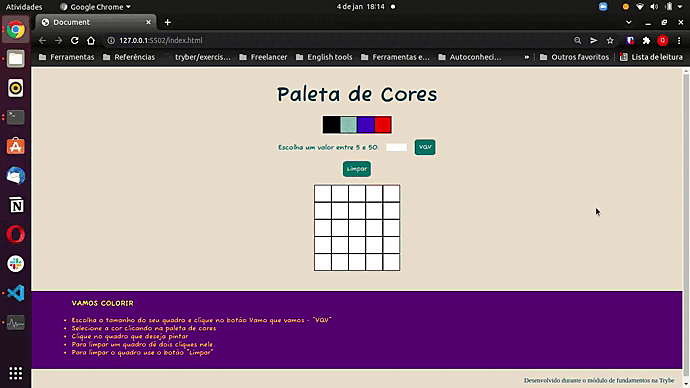 Atividades
Google Chrome
4 de jan 18:14
Document
127.0.0.1:5502/index.html
Ferramentas
Referências
tryber/exercis...
Freelancer
English tools
Ferramentas e...
Autoconheci...
Outros favoritos
Lista de leitura
Paleta de Cores
Escolha um valor entre 5 e 50:
VQV
Limpar
VAMOS COLORIR
Escolha o tamanho do seu quadro e clique no botão Vamo que vamos - "VQV"
Selecione a cor clicando na paleta de cores
Clique no quadro que deseja pintar
Para limpar um quadro dê dois cliques nele.
Para limpar o quadro use o botão "Limpar"
Desenvolvido durante o módulo de fundamentos na Trybe